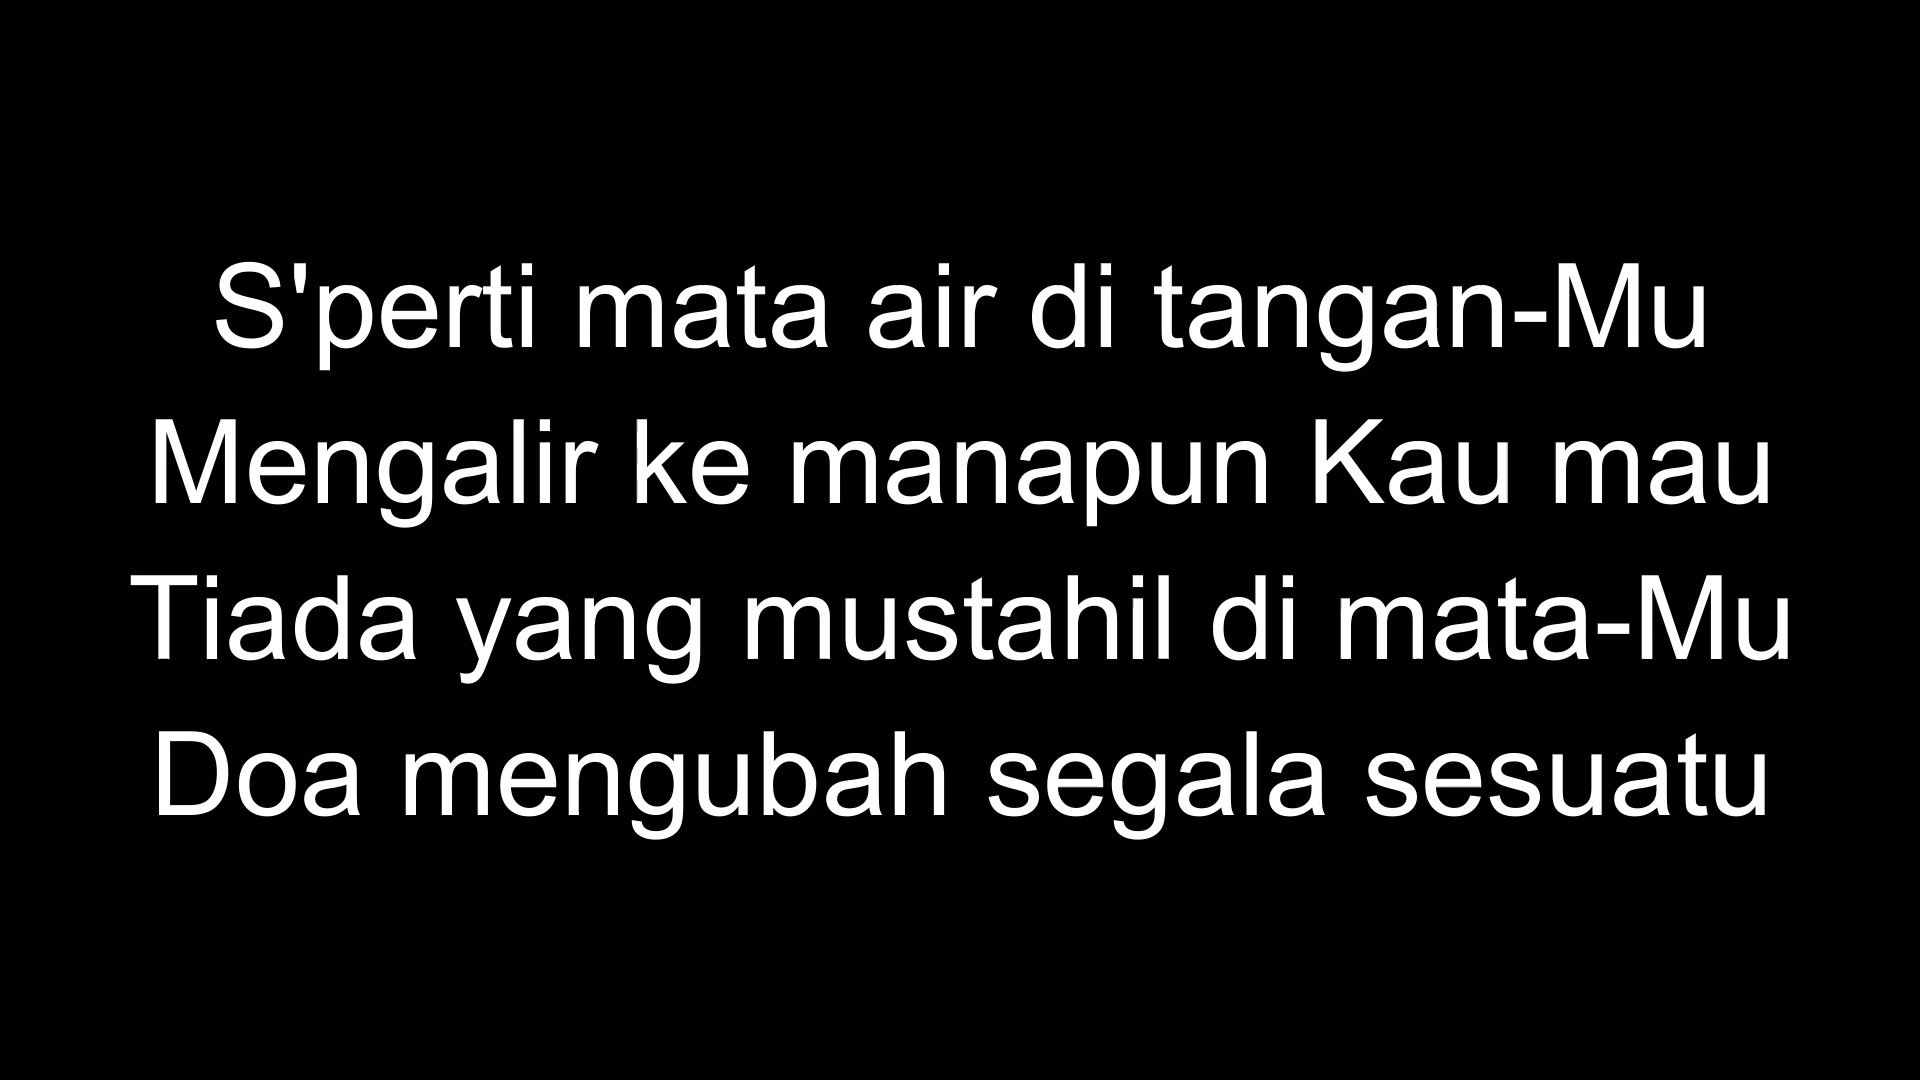 S'perti mata air di tangan-Mu
Mengalir ke manapun Kau mau
Tiada yang mustahil di mata-Mu
Doa mengubah segala sesuatu